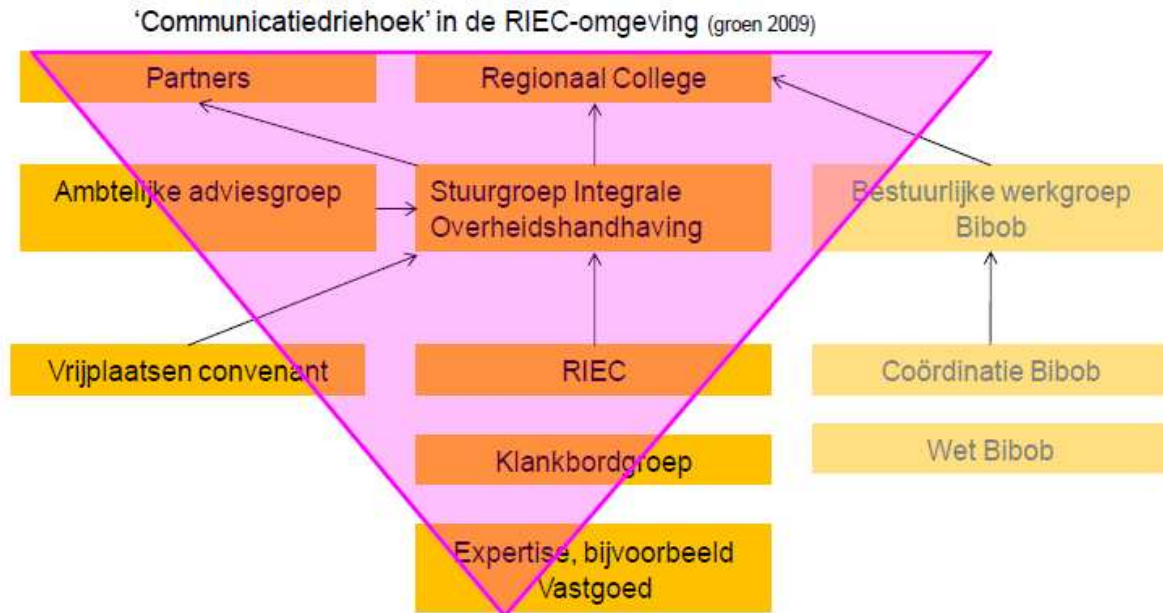 ‘Communicatiedriehoek’ in de RIEC-omgeving (groen 2009)
Partners
Regionaal College
Ambtelijke adviesgroep
Stuurgroep Integrale
Overheidshandhaving
Bestuurlijke werkgroep
Bibob
Vrijplaatsen convenant
RIEC
Coördinatie Bibob
Klankbordgroep
Wet Bibob
Expertise, bijvoorbeeld
Vastgoed